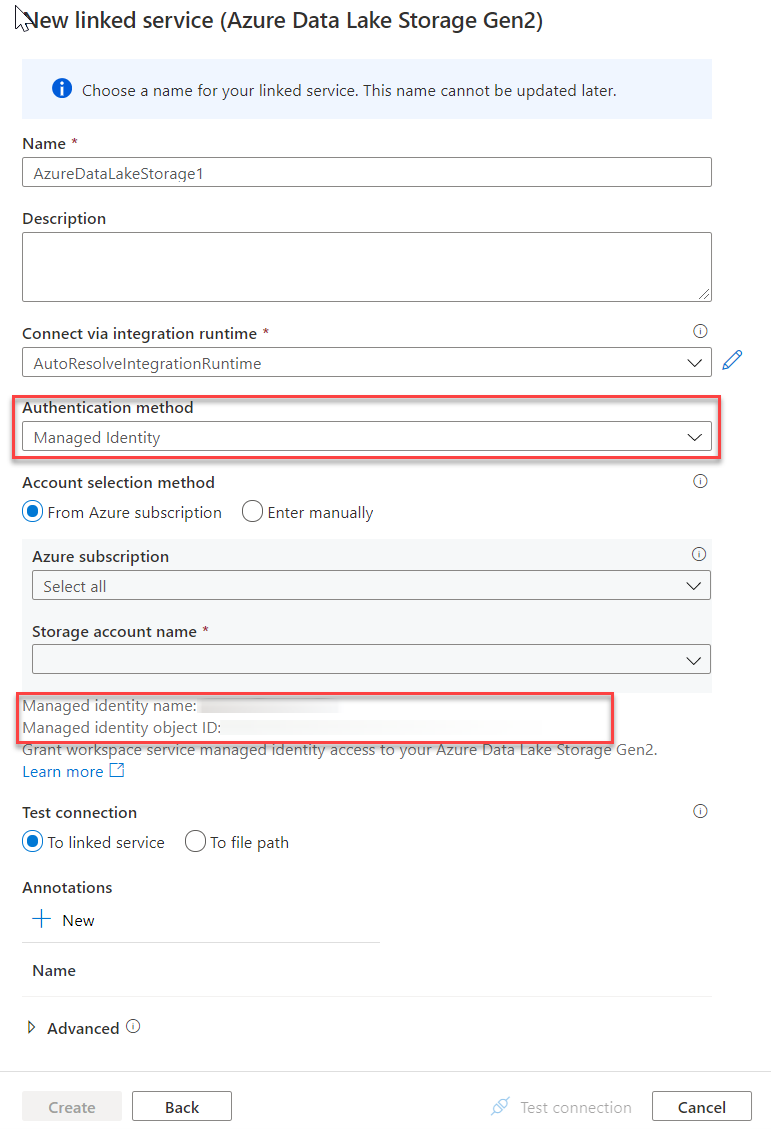 New linked service (Azure Data Lake Storage Gen2)
Choose a name for your linked service. This name cannot be updated later.
Name *
AzureDataLakeStorage1
Description
Connect via integration runtime *
AutoResolveIntegrationRuntime
Authentication method
Managed Identity
Account selection method
From Azure subscription Enter manually
Azure subscription
Select all
Storage account name *
Managed identity name:
Managed identity object ID:
Grant workspace service managed identity access to your Azure Data Lake Storage Gen2.
Learn more
Test connection
To linked service To file path
Annotations
New
Name
Advanced
Create Back Test connection Cancel